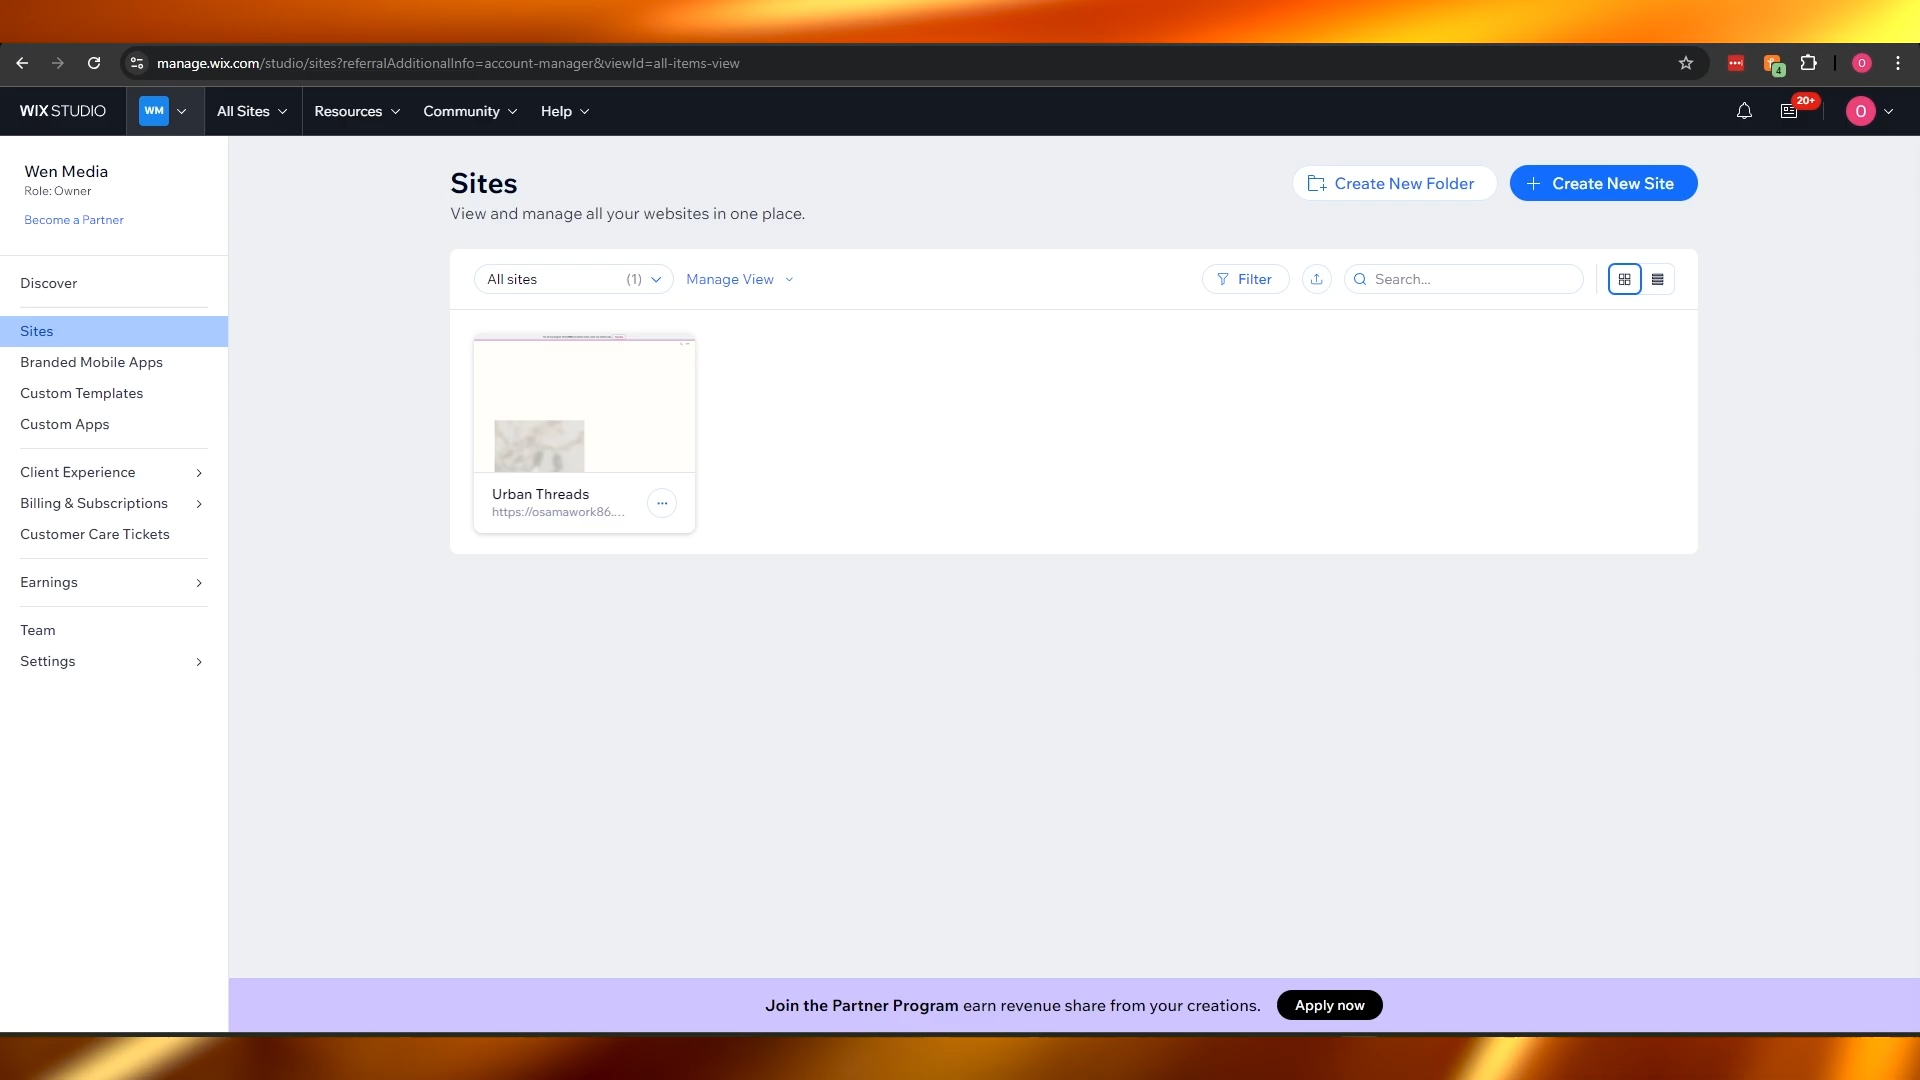 manage.wix.com/studio/sites?referralAdditionalInfo=account-manager&viewId=all-items-view
4
O
WIX STUDIO
WM
All Sites
Resources
Community
Help
20+
O
Wen Media
Role: Owner
Become a Partner
Discover
Sites
Branded Mobile Apps
Custom Templates
Custom Apps
Client Experience
Billing & Subscriptions
Customer Care Tickets
Earnings
Team
Settings
Sites
View and manage all your websites in one place.
Create New Folder
Create New Site
All sites (1)
Manage View
Filter
Search...
Urban Threads
https://osamawork86....
Join the Partner Program earn revenue share from your creations.
Apply now